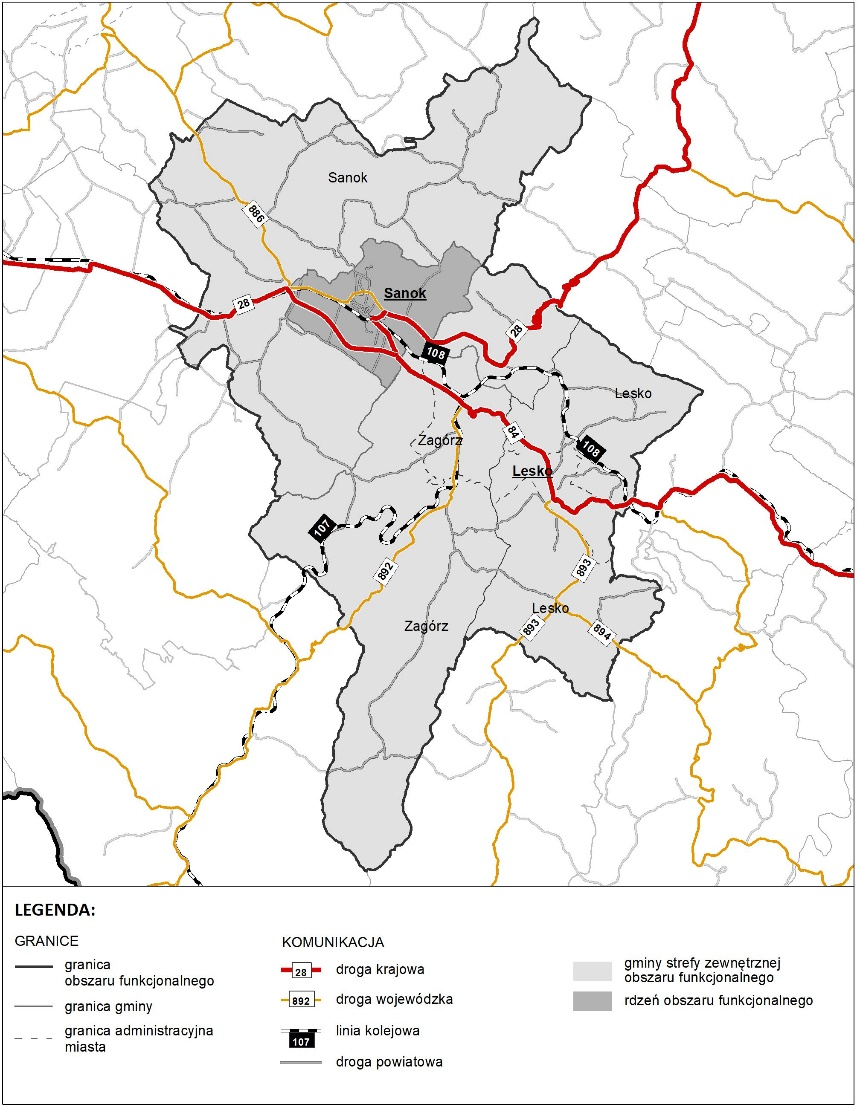 Sanok
886
Sanok
28
28
108
Lesko
Zagórz
84
108
Lesko
107
892
893
Lesko
893
894
Zagórz
LEGENDA:
GRANICE
granica
obszaru funkcjonalnego
granica gminy
granica administracyjna
miasta
KOMUNIKACJA
28 droga krajowa
892 droga wojewódzka
linia kolejowa
107
droga powiatowa
gminy strefy zewnętrznej
obszaru funkcjonalnego
rdzeń obszaru funkcjonalnego